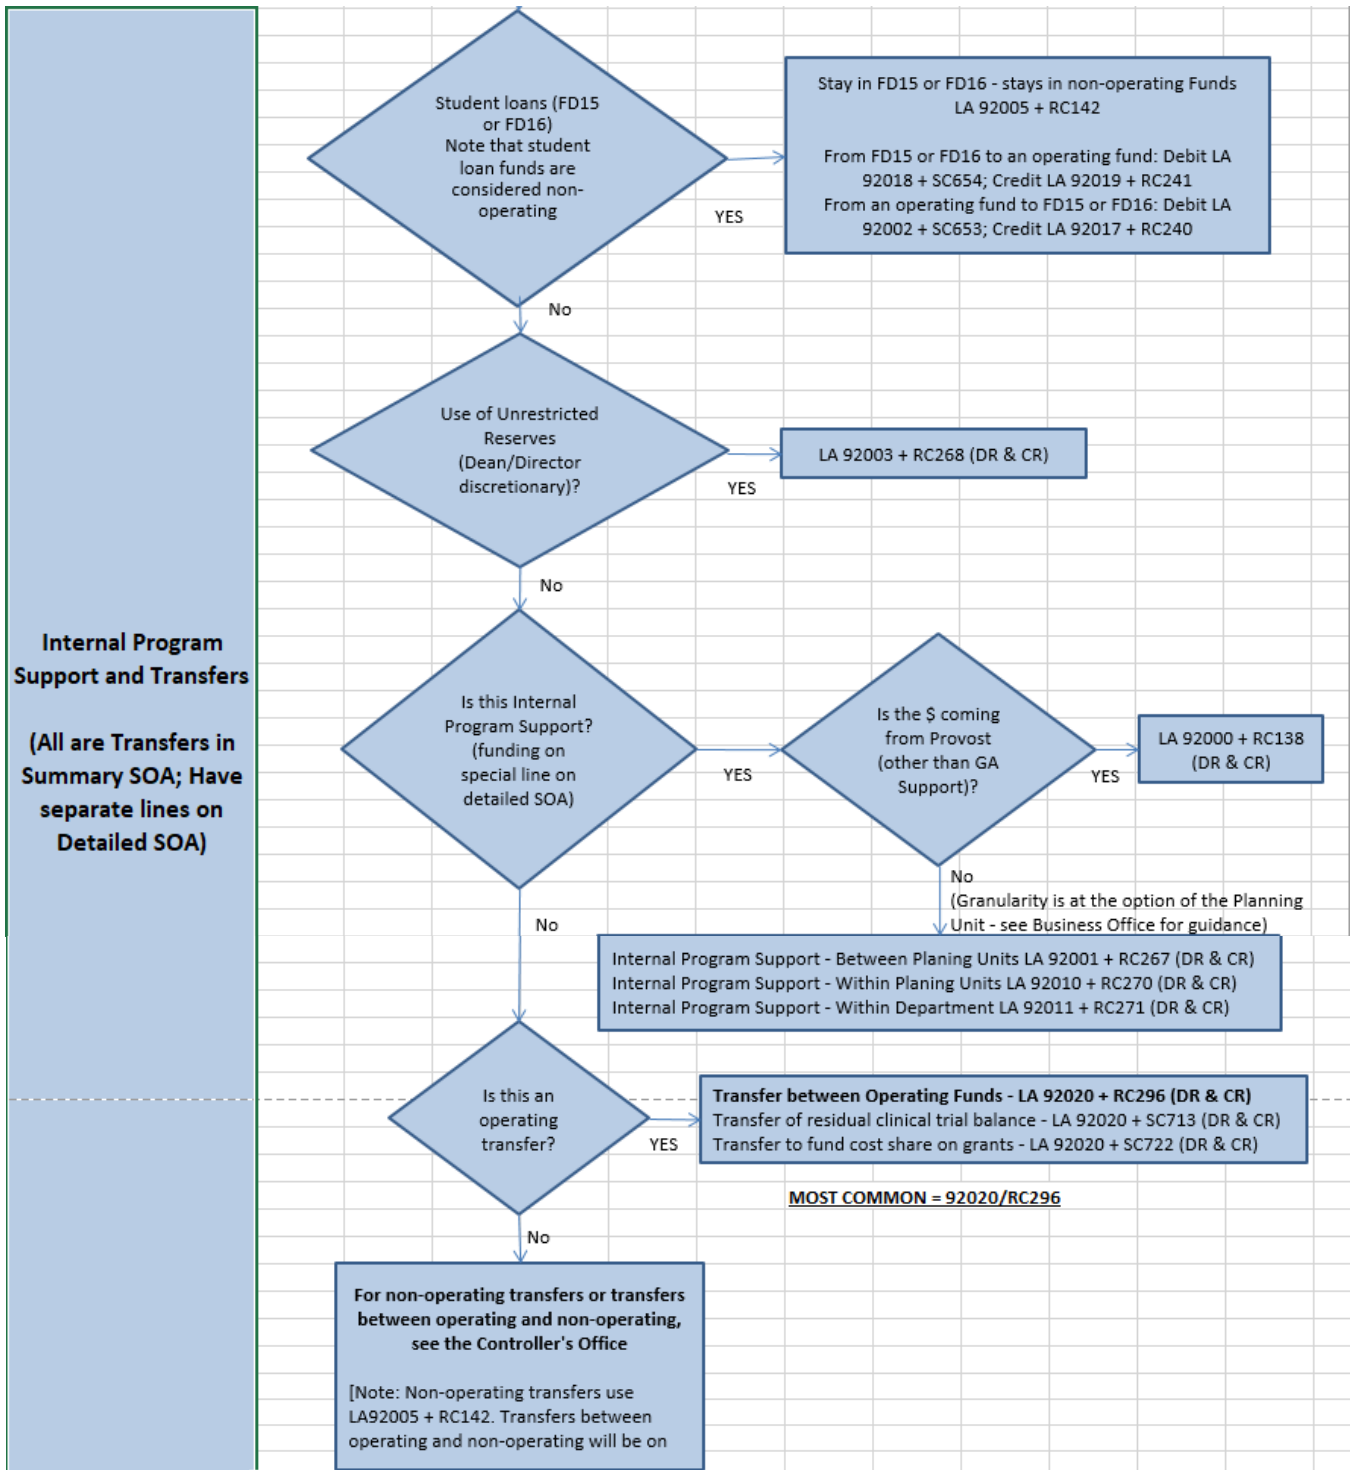 Internal Program
Support and Transfers
(All are Transfers in
Summary SOA; Have
separate lines on
Detailed SOA)
Student loans (FD15
or FD16)
Note that student
loan funds are
considered non-
operating
YES
Stay in FD15 or FD16 - stays in non-operating Funds
LA 92005 + RC142
From FD15 or FD16 to an operating fund: Debit LA
92018 + SC654; Credit LA 92019 + RC241
From an operating fund to FD15 or FD16: Debit LA
92002 + SC653; Credit LA 92017 + RC240
No
Use of Unrestricted
Reserves
(Dean/Director
discretionary)?
YES
LA 92003 + RC268 (DR & CR)
No
Is this Internal
Program Support?
(funding on
special line on
detailed SOA)
YES
Is the $ coming
from Provost
(other than GA
Support)?
YES
LA 92000 + RC138
(DR & CR)
No
(Granularity is at the option of the Planning
Unit - see Business Office for guidance)
Internal Program Support - Between Planing Units LA 92001 + RC267 (DR & CR)
Internal Program Support - Within Planing Units LA 92010 + RC270 (DR & CR)
Internal Program Support - Within Department LA 92011 + RC271 (DR & CR)
No
Is this an
operating
transfer?
YES
Transfer between Operating Funds - LA 92020 + RC296 (DR & CR)
Transfer of residual clinical trial balance - LA 92020 + SC713 (DR & CR)
Transfer to fund cost share on grants - LA 92020 + SC722 (DR & CR)
MOST COMMON = 92020/RC296
No
For non-operating transfers or transfers
between operating and non-operating,
see the Controller's Office
[Note: Non-operating transfers use
LA92005 + RC142. Transfers between
operating and non-operating will be on